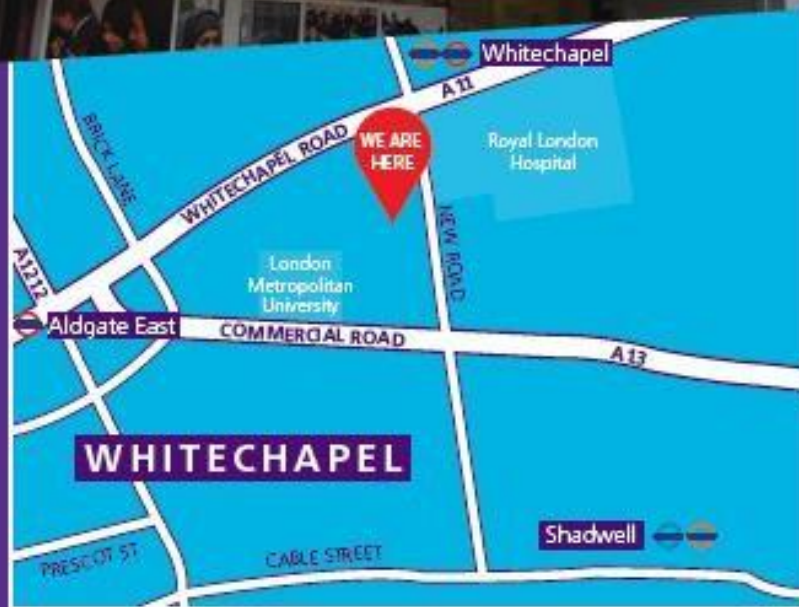 Whitechapel
A11
BRICK LANE
WHITECHAPEL ROAD
WE ARE
HERE
Royal London
Hospital
NEW ROAD
A1212
London
Metropolitan
University
Aldgate East
COMMERCIAL ROAD
A13
WHITECHAPEL
Shadwell
PRESCOT ST
CABLE STREET